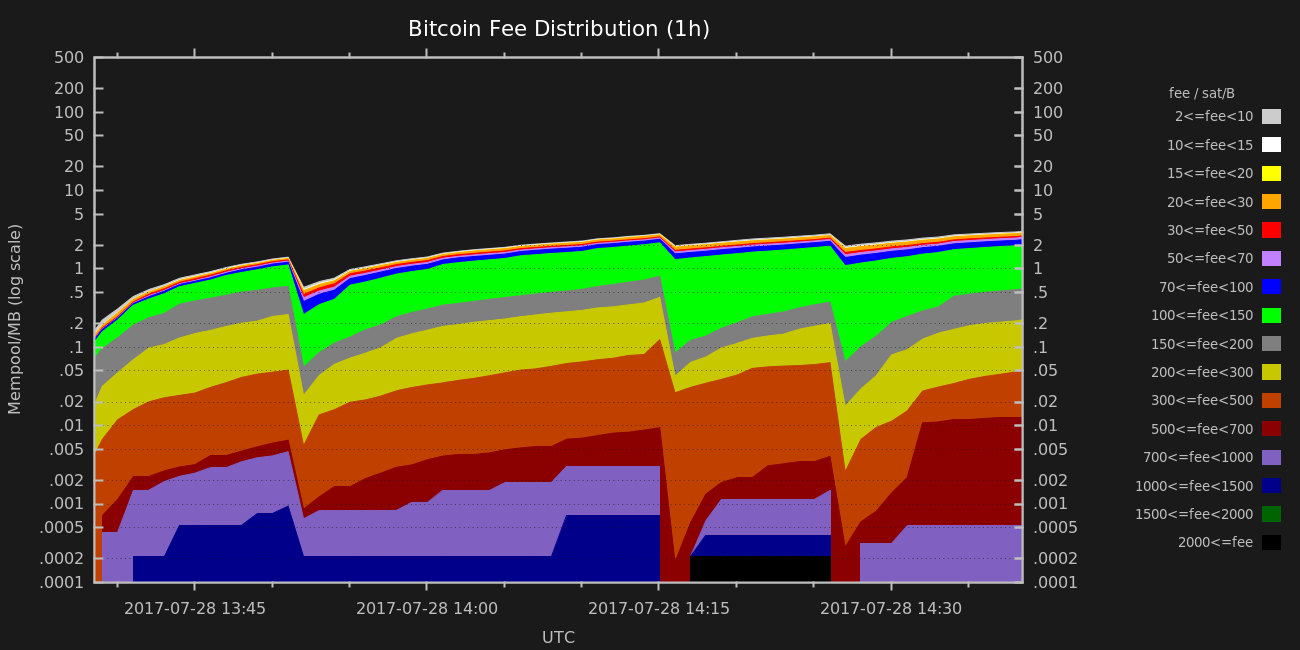 Bitcoin Fee Distribution (1h)
Mempool/MB (log scale)
500
200
100
50
20
10
5
2
1
.5
.2
.1
.05
.02
.01
.005
.002
.001
.0005
.0002
.0001
500
200
100
50
20
10
5
2
1
.5
.2
.1
.05
.02
.01
.005
.002
.001
.0005
.0002
.0001
2017-07-28 13:45
2017-07-28 14:00
2017-07-28 14:15
2017-07-28 14:30
UTC
fee / sat/B
2<=fee<10
10<=fee<15
15<=fee<20
20<=fee<30
30<=fee<50
50<=fee<70
70<=fee<100
100<=fee<150
150<=fee<200
200<=fee<300
300<=fee<500
500<=fee<700
700<=fee<1000
1000<=fee<1500
1500<=fee<2000
2000<=fee